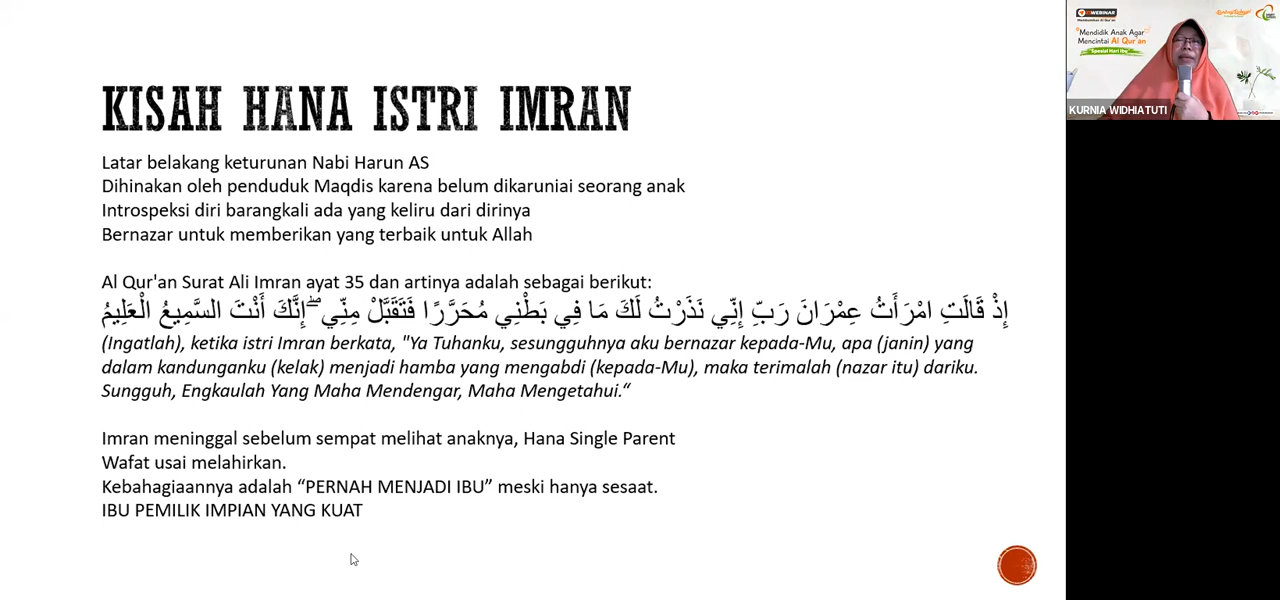 KISAH HANA ISTRI IMRAN
Latar belakang keturunan Nabi Harun AS
Dihinakan oleh penduduk Maqdis karena belum dikaruniai seorang anak
Introspeksi diri barangkali ada yang keliru dari dirinya
Bernazar untuk memberikan yang terbaik untuk Allah
Al Qur'an Surat Ali Imran ayat 35 dan artinya adalah sebagai berikut:
إِذْ قَالَتِ امْرَأَتُ عِمْرَانَ رَبِّ إِنِّي نَذَرْتُ لَكَ مَا فِي بَطْنِي مُحَرَّرًا فَتَقَبَّلْ مِنِّي ۖ إِنَّكَ أَنْتَ السَّمِيعُ الْعَلِيمُ
(Ingatlah), ketika istri Imran berkata, "Ya Tuhanku, sesungguhnya aku bernazar kepada-Mu, apa (janin) yang
dalam kandunganku (kelak) menjadi hamba yang mengabdi (kepada-Mu), maka terimalah (nazar itu) dariku.
Sungguh, Engkaulah Yang Maha Mendengar, Maha Mengetahui.“
Imran meninggal sebelum sempat melihat anaknya, Hana Single Parent
Wafat usai melahirkan.
Kebahagiaannya adalah “PERNAH MENJADI IBU” meski hanya sesaat.
IBU PEMILIK IMPIAN YANG KUAT
WEBINAR
"Mendidik Anak Agar
Mencintai Al Qur'an
Spesial Hari Ibu
KURNIA WIDHIATUTI